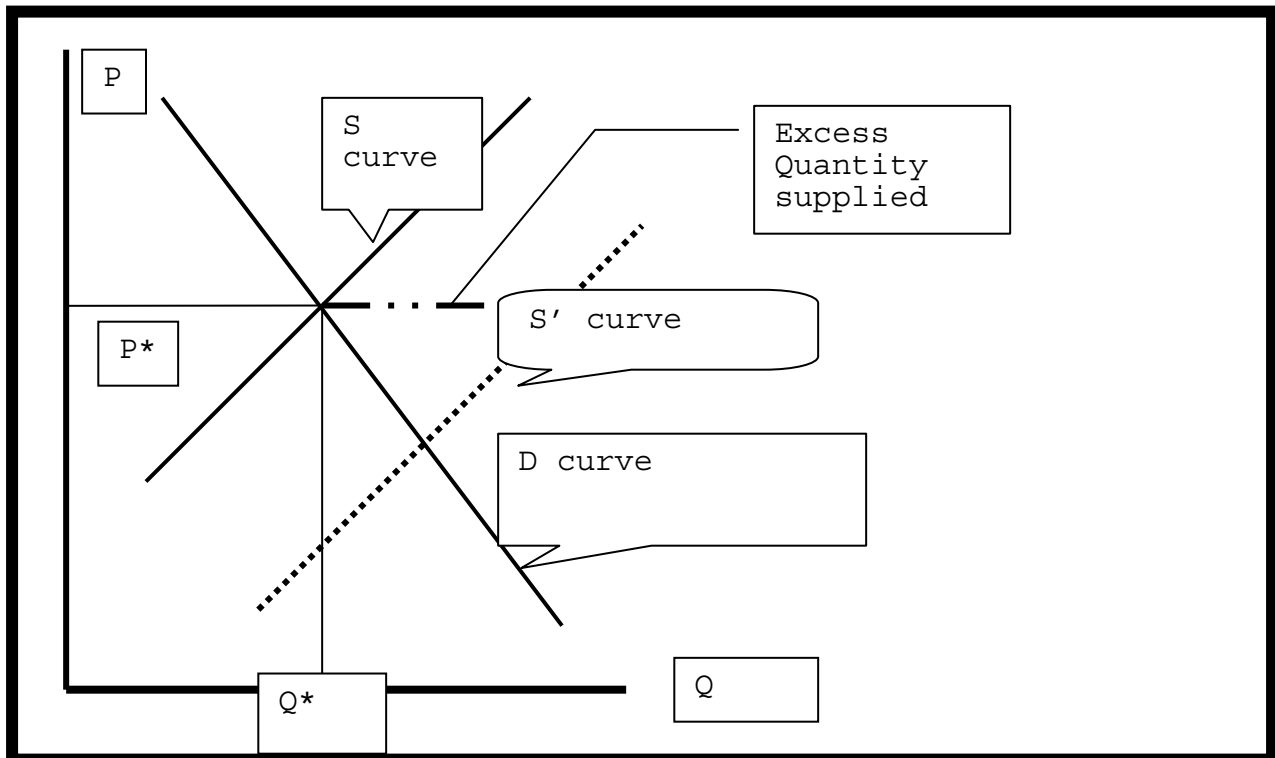 P
S
curve
Excess
Quantity
supplied
S' curve
P*
D curve
Q
Q*